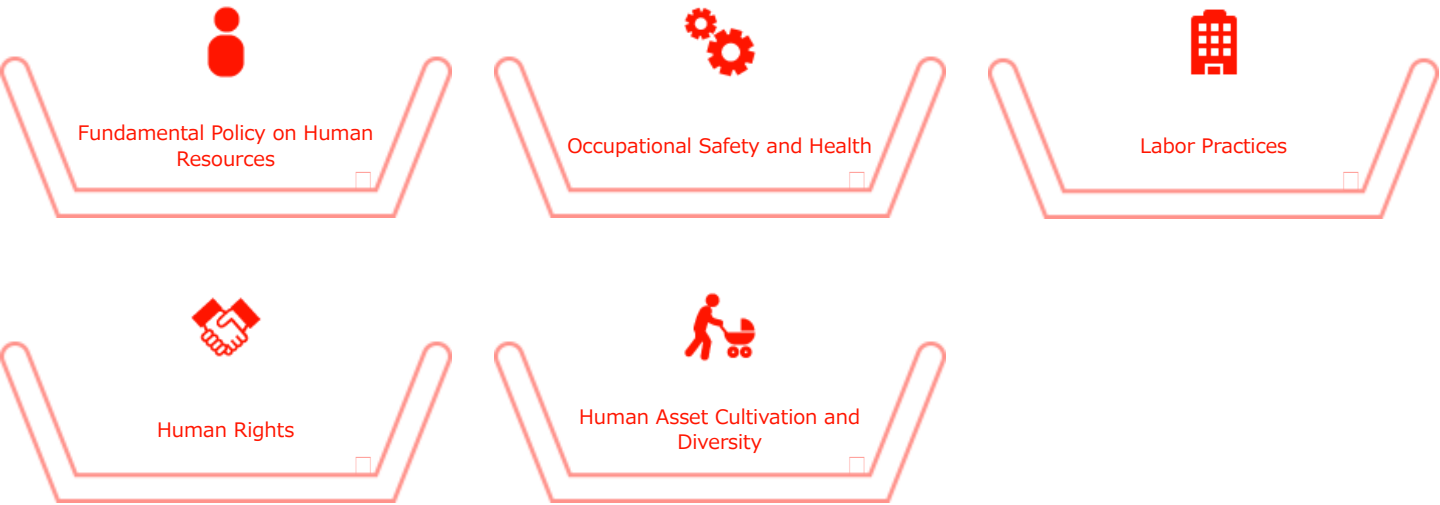 Fundamental Policy on Human
Resources
Occupational Safety and Health
Labor Practices
Human Rights
Human Asset Cultivation and
Diversity